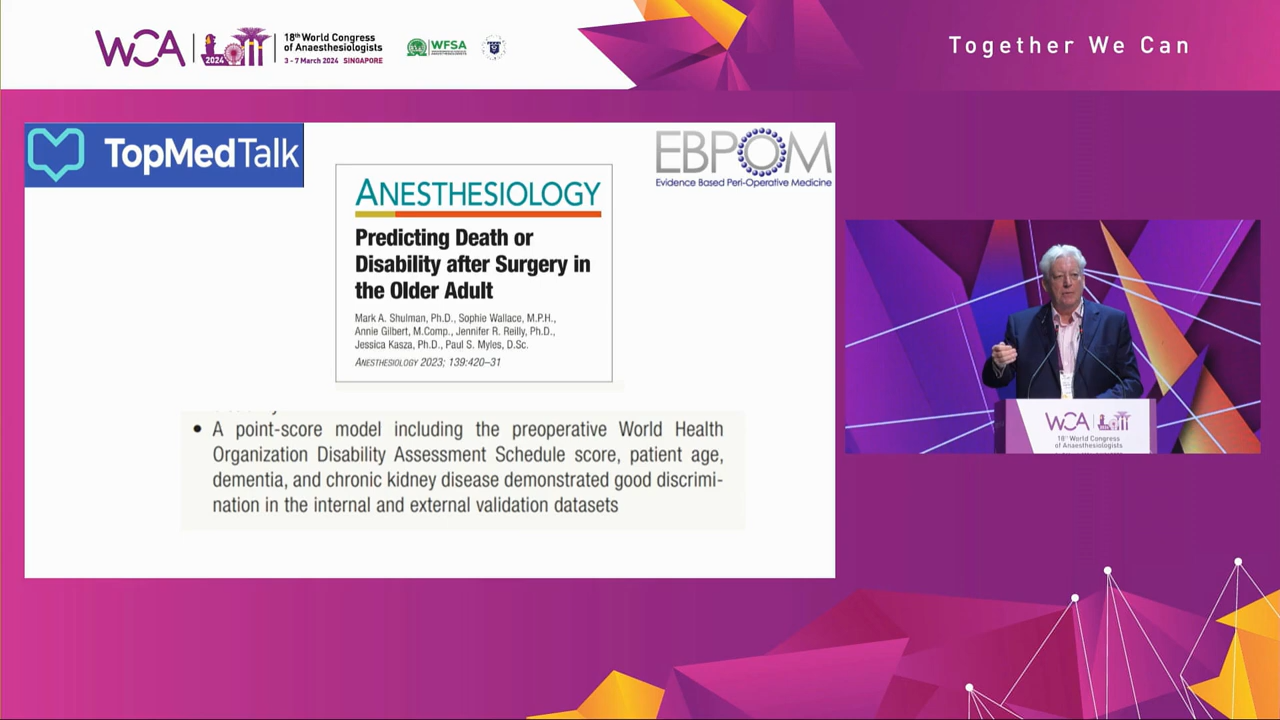 WCA
2024
18th World Congress
of Anaesthesiologists
3 - 7 March 2024 SINGAPORE
WFSA
Together We Can
TopMedTalk
EBPOM
Evidence Based Peri-Operative Medicine
ANESTHESIOLOGY
Predicting Death or
Disability after Surgery in
the Older Adult
Mark A. Shulman, Ph.D., Sophie Wallace, M.P.H.,
Annie Gilbert, M.Comp., Jennifer R. Reilly, Ph.D.,
Jessica Kasza, Ph.D., Paul S. Myles, D.Sc.
ANESTHESIOLOGY 2023; 139:420–31
• A point-score model including the preoperative World Health
Organization Disability Assessment Schedule score, patient age,
dementia, and chronic kidney disease demonstrated good discrimi-
nation in the internal and external validation datasets
WCA
18th World Congress
of Anaesthesiologists